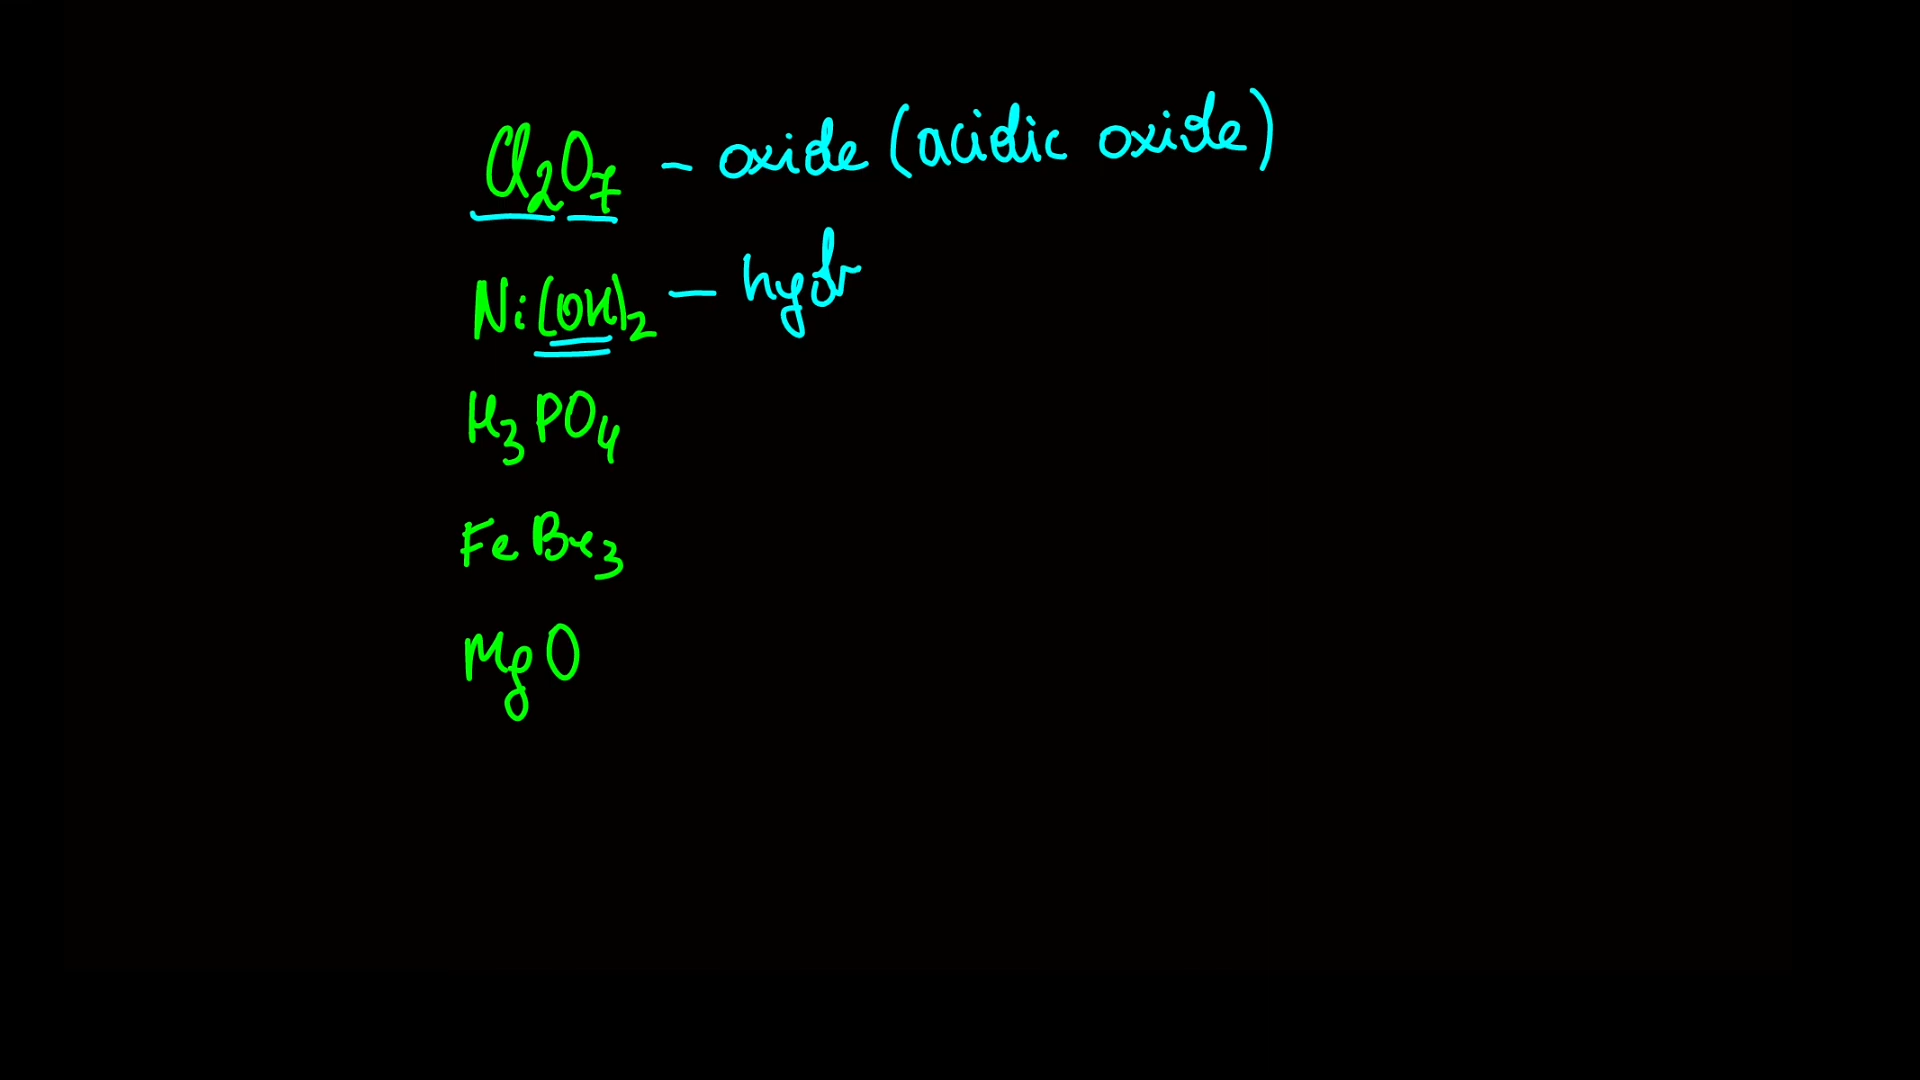 Cl₂O₇ - oxide (acidic oxide)
Ni(OH)₂ — hydr
H₃PO₄
FeBr₃
MgO